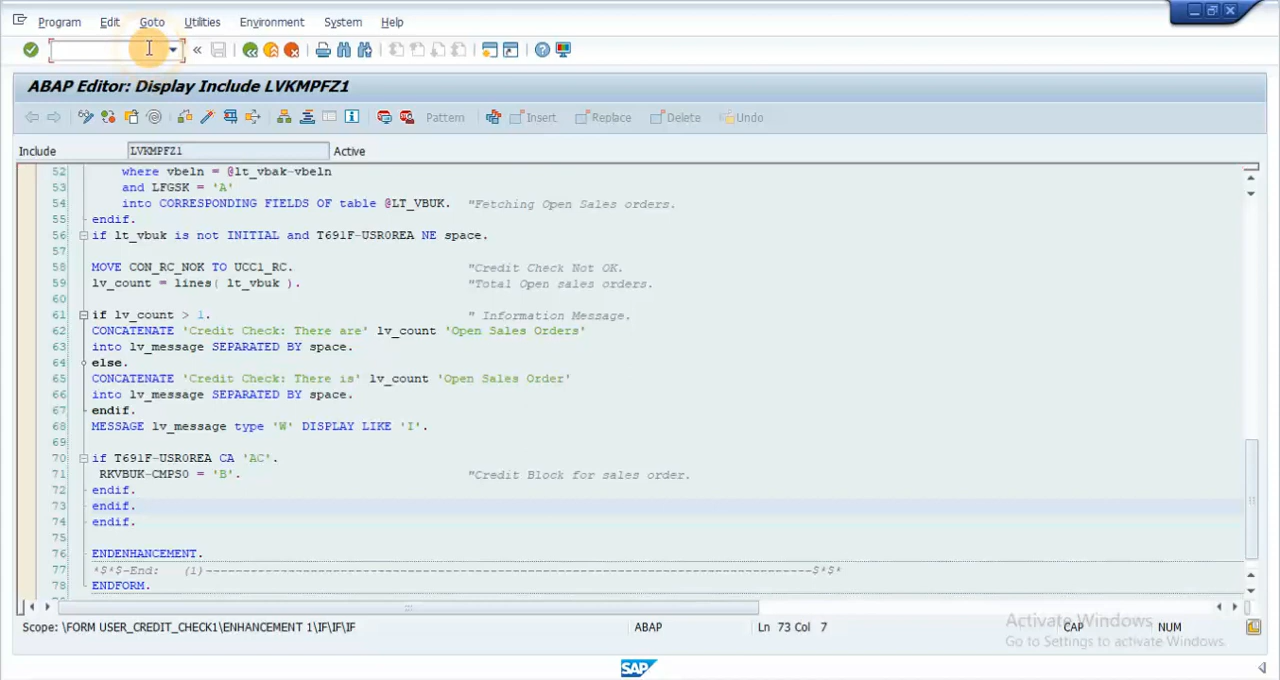 Program Edit Goto Utilities Environment System Help
ABAP Editor: Display Include LVKMPFZ1
Pattern Insert Replace Delete Undo
Include LVKMPFZ1 Active
52 where vbeln = @lt_vbak-vbeln
53 and LFGSK = 'A'
54 into CORRESPONDING FIELDS OF table @LT_VBUK. "Fetching Open Sales orders.
55 endif.
56 if lt_vbuk is not INITIAL and T691F-USR0REA NE space.
57
58 MOVE CON_RC_NOK TO UCC1_RC. "Credit Check Not OK.
59 lv_count = lines( lt_vbuk ). "Total Open sales orders.
60
61 if lv_count > 1. " Information Message.
62 CONCATENATE 'Credit Check: There are' lv_count 'Open Sales Orders'
63 into lv_message SEPARATED BY space.
64 else.
65 CONCATENATE 'Credit Check: There is' lv_count 'Open Sales Order'
66 into lv_message SEPARATED BY space.
67 endif.
68 MESSAGE lv_message type 'W' DISPLAY LIKE 'I'.
69
70 if T691F-USR0REA CA 'AC'.
71 RKVBUK-CMPS0 = 'B'. "Credit Block for sales order.
72 endif.
73 endif.
74 endif.
75
76 ENDENHANCEMENT.
77 *$*$-End: (1)--------------------------------------------------------------------------------$*$*
78 ENDFORM.
Activate Windows
Scope: \FORM USER_CREDIT_CHECK1\ENHANCEMENT 1\IF\IF\IF ABAP Ln 73 Col 7 CAP NUM
Go to Settings to activate Windows.
SAP